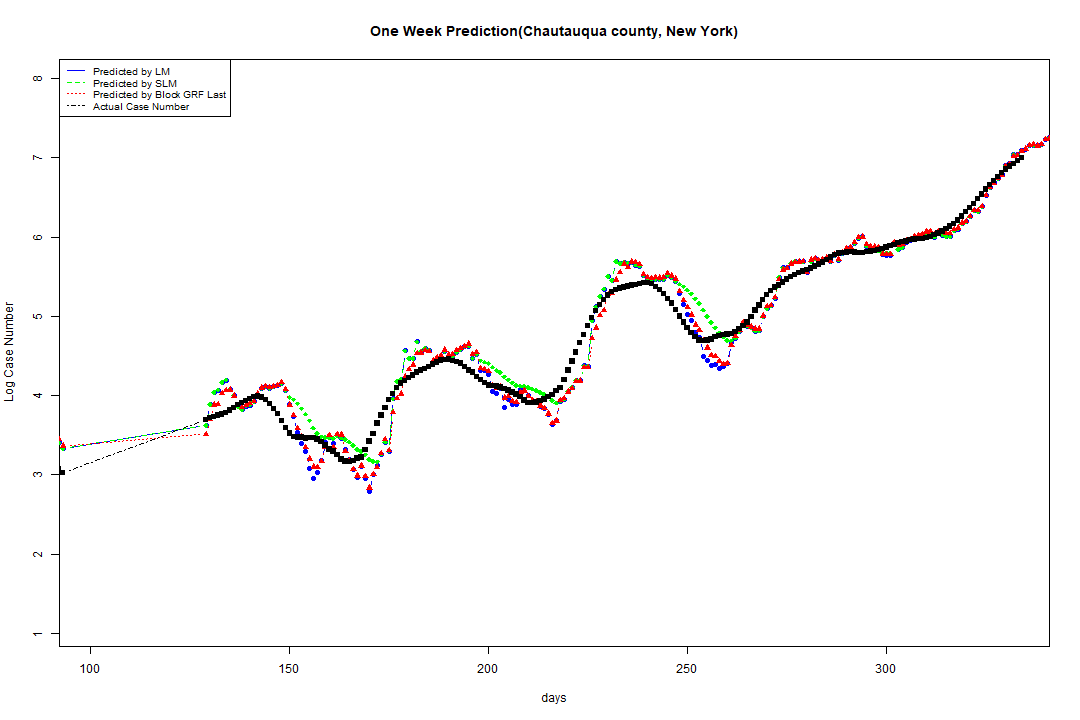 One Week Prediction(Chautauqua county, New York)
Predicted by LM
Predicted by SLM
Predicted by Block GRF Last
Actual Case Number
8
7
6
5
4
3
2
1
Log Case Number
100 150 200 250 300
days